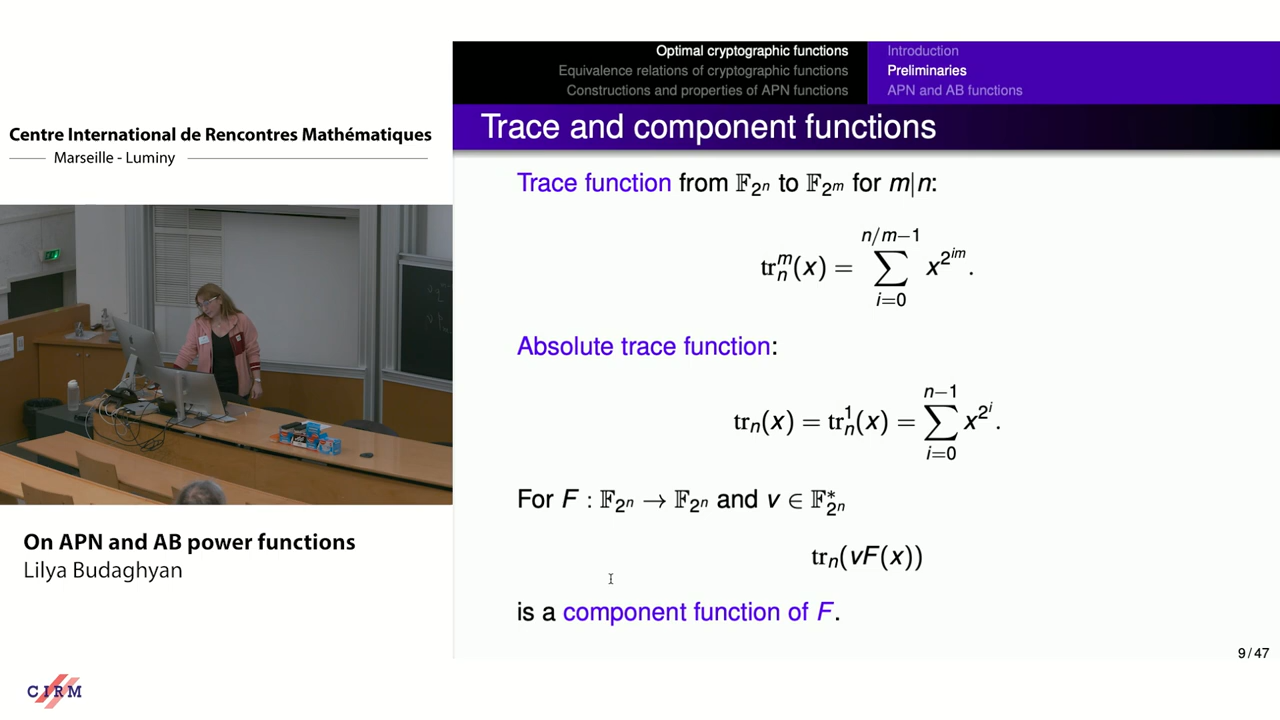 Optimal cryptographic functions
Equivalence relations of cryptographic functions
Constructions and properties of APN functions
Introduction
Preliminaries
APN and AB functions
Trace and component functions
Centre International de Rencontres Mathématiques
Marseille - Luminy
Trace function from 𝔽_{2^n} to 𝔽_{2^m} for m|n:
tr_n^m(x) = ∑_{i=0}^{n/m−1} x^{2^{im}}.
Absolute trace function:
tr_n(x) = tr_n^1(x) = ∑_{i=0}^{n−1} x^{2^i}.
For F : 𝔽_{2^n} → 𝔽_{2^n} and v ∈ 𝔽*_{2^n}
tr_n(vF(x))
is a component function of F.
9 / 47
On APN and AB power functions
Lilya Budaghyan
CIRM